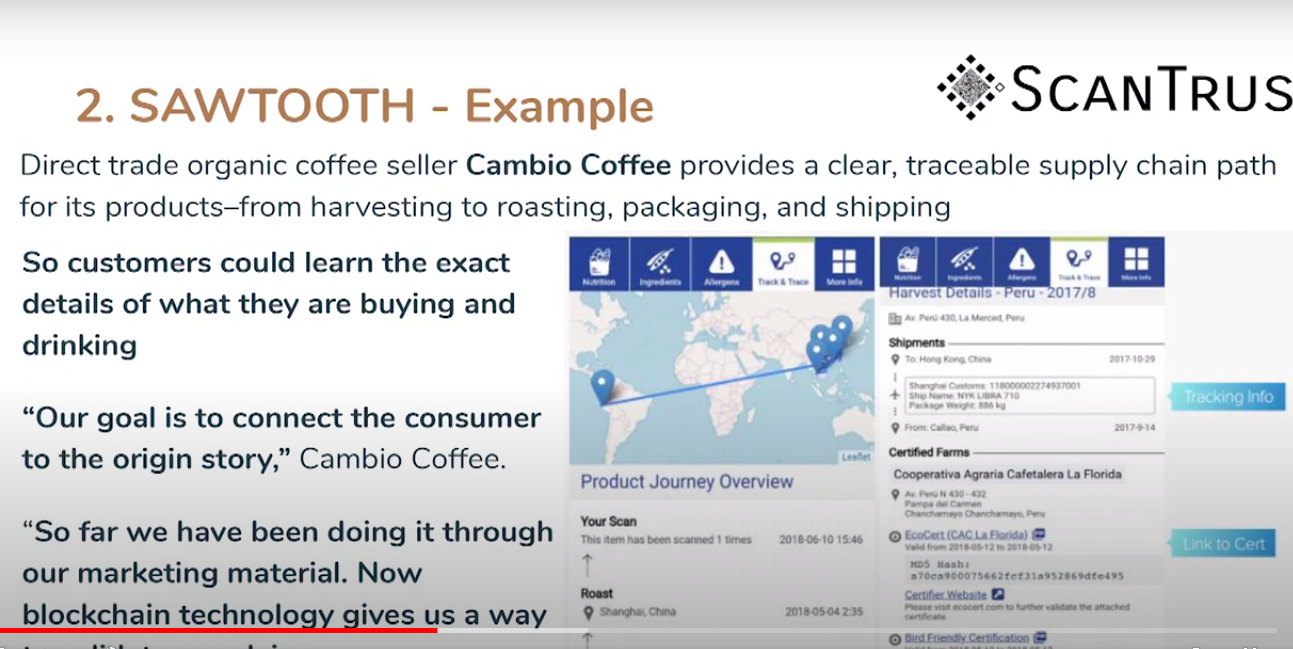 2. SAWTOOTH - Example
SCANTRUS
Direct trade organic coffee seller Cambio Coffee provides a clear, traceable supply chain path
for its products–from harvesting to roasting, packaging, and shipping
So customers could learn the exact
details of what they are buying and
drinking
“Our goal is to connect the consumer
to the origin story,” Cambio Coffee.
“So far we have been doing it through
our marketing material. Now
blockchain technology gives us a way
Nutrition
Ingredients
Allergens
Track & Trace
More Info
Leaflet
Product Journey Overview
Your Scan
This item has been scanned 1 times 2018-06-10 15:46
Roast
Shanghai, China 2018-05-04 2:35
Nutrition
Ingredients
Allergens
Track & Trace
More Info
Harvest Details - Peru - 2017/8
Av. Perú 430, La Merced, Peru
Shipments
To: Hong Kong, China 2017-10-29
Shanghai Customs: 118000002274937001
Ship Name: NYK LIBRA 710
Package Weight: 886 kg
From: Callao, Peru 2017-9-14
Certified Farms
Cooperativa Agraria Cafetalera La Florida
Av. Perú N 430 - 432
Pampa del Carmen
Chanchamayo Chanchamayo, Peru
EcoCert (CAC La Florida)
Valid from 2018-05-12 to 2018-05-12
MD5 Hash:
a70ca900075662fcf31a952869dfe495
Certifier Website
Please visit ecocert.com to further validate the attached
certificate.
Bird Friendly Certification
Tracking Info
Link to Cert